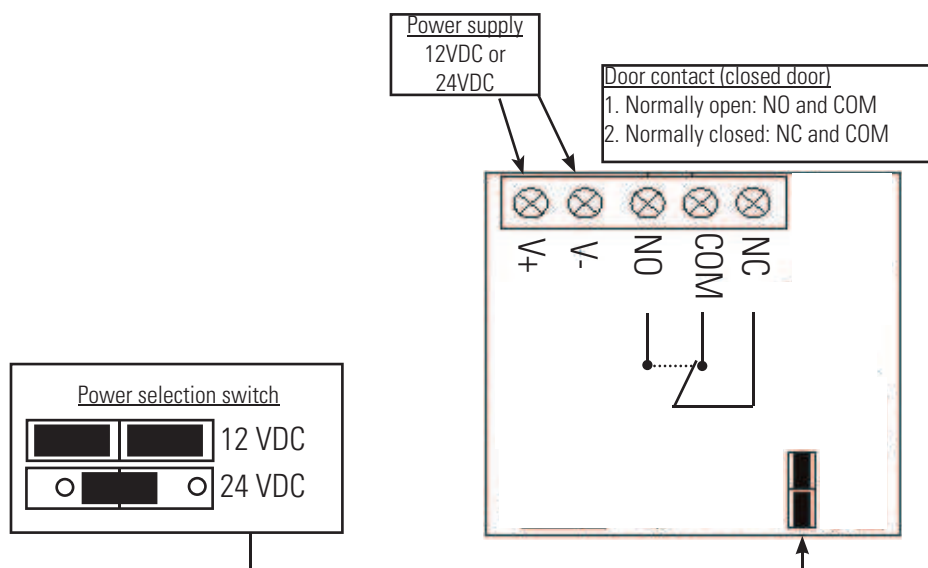 Power supply
12VDC or
24VDC
Door contact (closed door)
1. Normally open: NO and COM
2. Normally closed: NC and COM
V+
V-
NO
COM
NC
Power selection switch
12 VDC
24 VDC